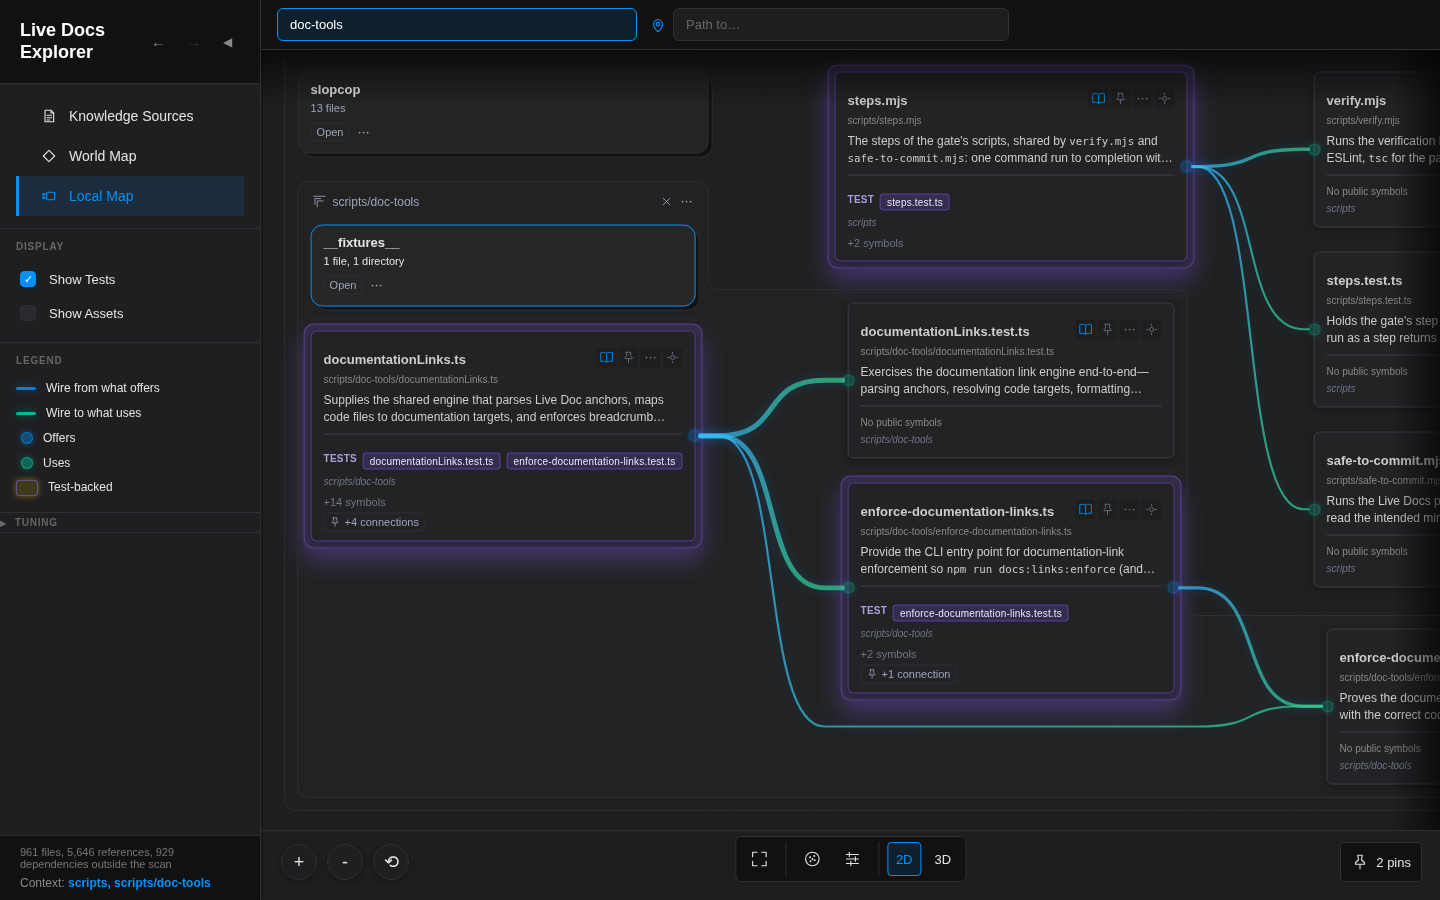 Live Docs
Explorer
← → ◀
doc-tools
Path to…
Knowledge Sources
World Map
Local Map
DISPLAY
Show Tests
Show Assets
LEGEND
Wire from what offers
Wire to what uses
Offers
Uses
Test-backed
TUNING
961 files, 5,646 references, 929
dependencies outside the scan
Context: scripts, scripts/doc-tools
slopcop
13 files
Open ···
scripts/doc-tools
__fixtures__
1 file, 1 directory
Open ···
documentationLinks.ts
scripts/doc-tools/documentationLinks.ts
Supplies the shared engine that parses Live Doc anchors, maps
code files to documentation targets, and enforces breadcrumb…
TESTS documentationLinks.test.ts enforce-documentation-links.test.ts
scripts/doc-tools
+14 symbols
+4 connections
steps.mjs
scripts/steps.mjs
The steps of the gate's scripts, shared by verify.mjs and
safe-to-commit.mjs: one command run to completion wit…
TEST steps.test.ts
scripts
+2 symbols
documentationLinks.test.ts
scripts/doc-tools/documentationLinks.test.ts
Exercises the documentation link engine end-to-end—
parsing anchors, resolving code targets, formatting…
No public symbols
scripts/doc-tools
enforce-documentation-links.ts
scripts/doc-tools/enforce-documentation-links.ts
Provide the CLI entry point for documentation-link
enforcement so npm run docs:links:enforce (and…
TEST enforce-documentation-links.test.ts
scripts/doc-tools
+2 symbols
+1 connection
verify.mjs
scripts/verify.mjs
Runs the verification
ESLint, tsc for the pa
No public symbols
scripts
steps.test.ts
scripts/steps.test.ts
Holds the gate's step
run as a step returns
No public symbols
scripts
safe-to-commit.mjs
scripts/safe-to-commit.mjs
Runs the Live Docs p
read the intended mir
No public symbols
scripts
enforce-docume
scripts/doc-tools/enforc
Proves the docume
with the correct coc
No public symbols
scripts/doc-tools
+ - ⟲
2D 3D
2 pins